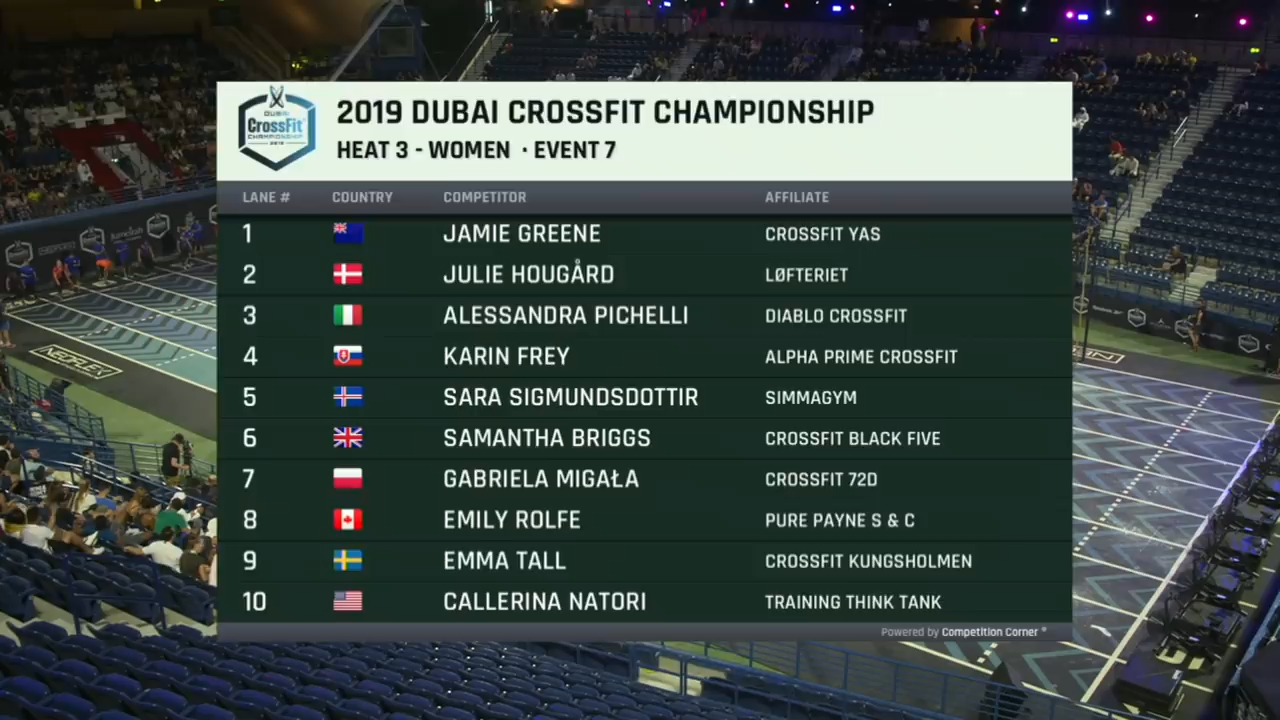 2019 DUBAI CROSSFIT CHAMPIONSHIP
HEAT 3 - WOMEN · EVENT 7
DUBAI
CrossFit
CHAMPIONSHIP
2019
LANE # COUNTRY COMPETITOR AFFILIATE
1 JAMIE GREENE CROSSFIT YAS
2 JULIE HOUGÅRD LØFTERIET
3 ALESSANDRA PICHELLI DIABLO CROSSFIT
4 KARIN FREY ALPHA PRIME CROSSFIT
5 SARA SIGMUNDSDOTTIR SIMMAGYM
6 SAMANTHA BRIGGS CROSSFIT BLACK FIVE
7 GABRIELA MIGAŁA CROSSFIT 72D
8 EMILY ROLFE PURE PAYNE S & C
9 EMMA TALL CROSSFIT KUNGSHOLMEN
10 CALLERINA NATORI TRAINING THINK TANK
Powered by Competition Corner